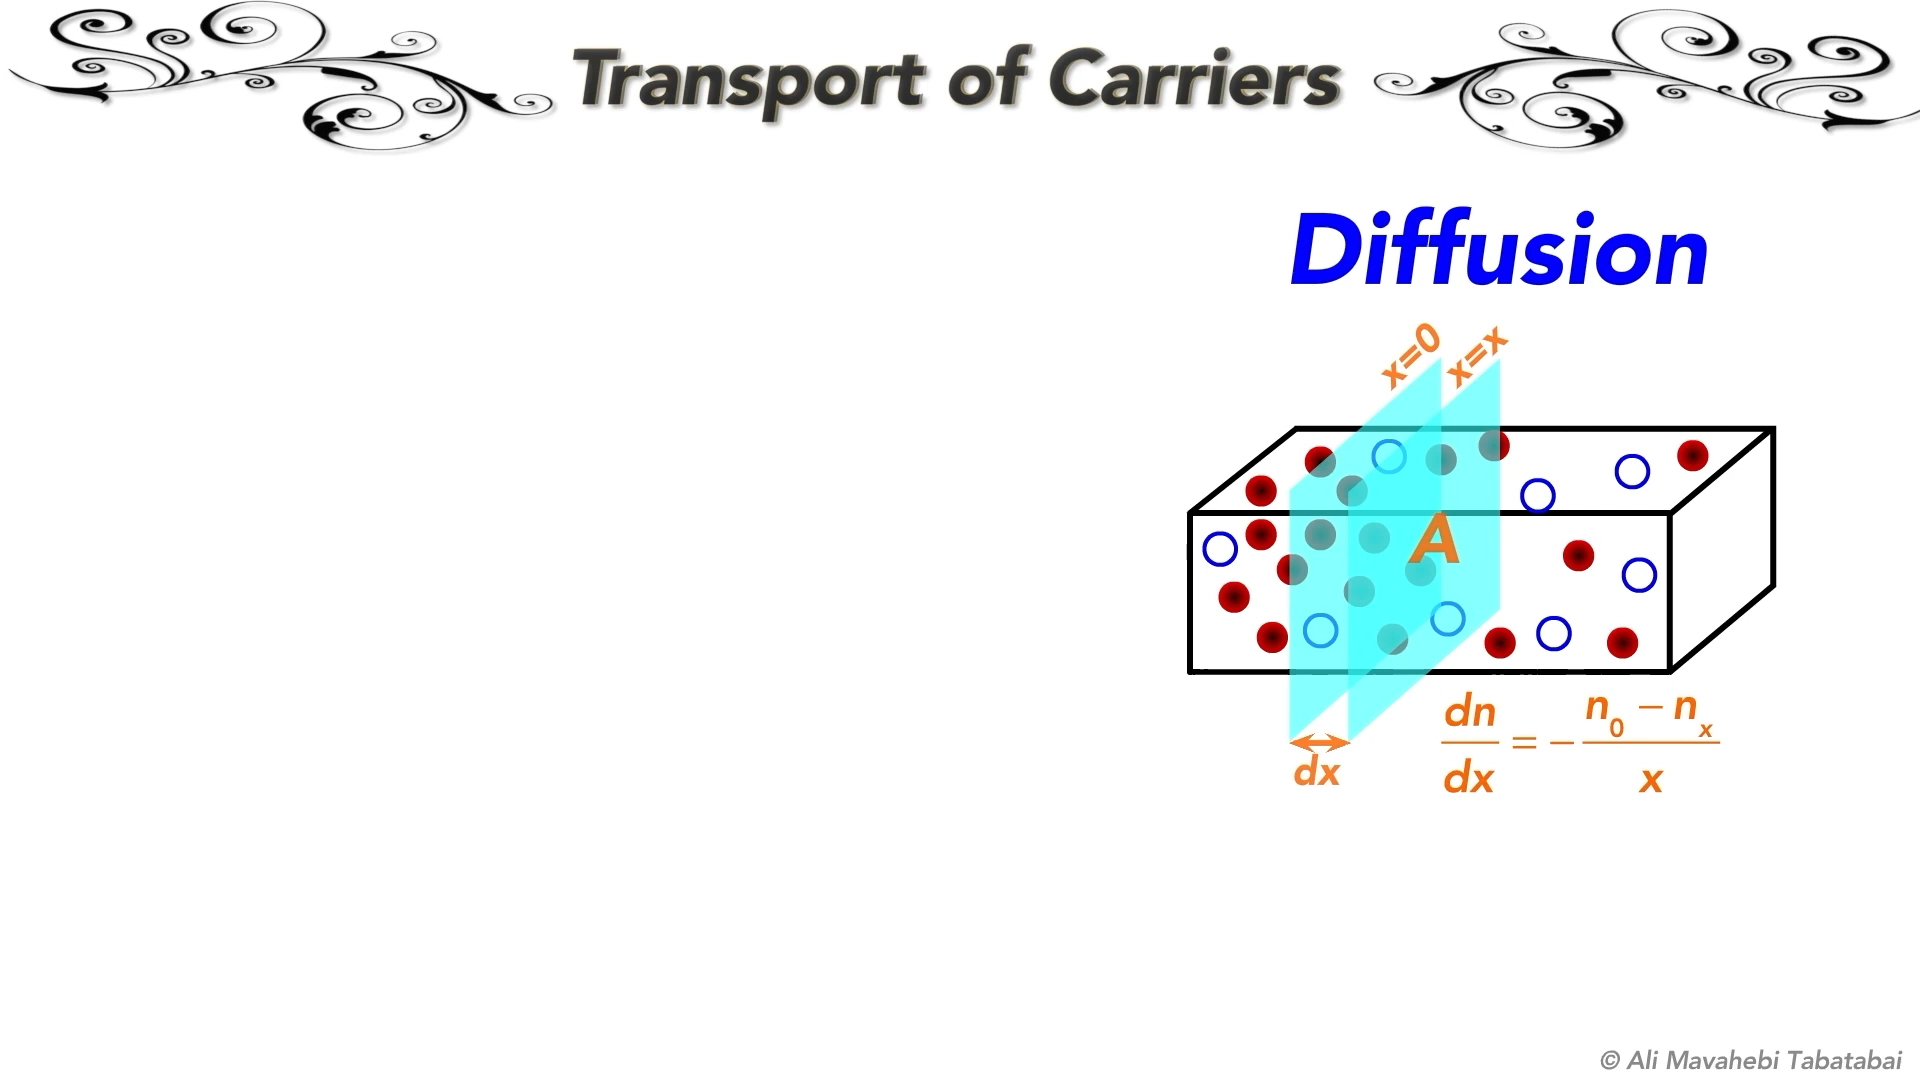 Transport of Carriers
Diffusion
x=0 x=x
A
dx
dn/dx = − (n₀ − nₓ)/x
© Ali Mavahebi Tabatabai